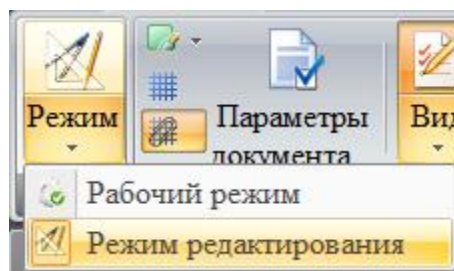 Режим
Параметры
документа
Рабочий режим
Режим редактирования